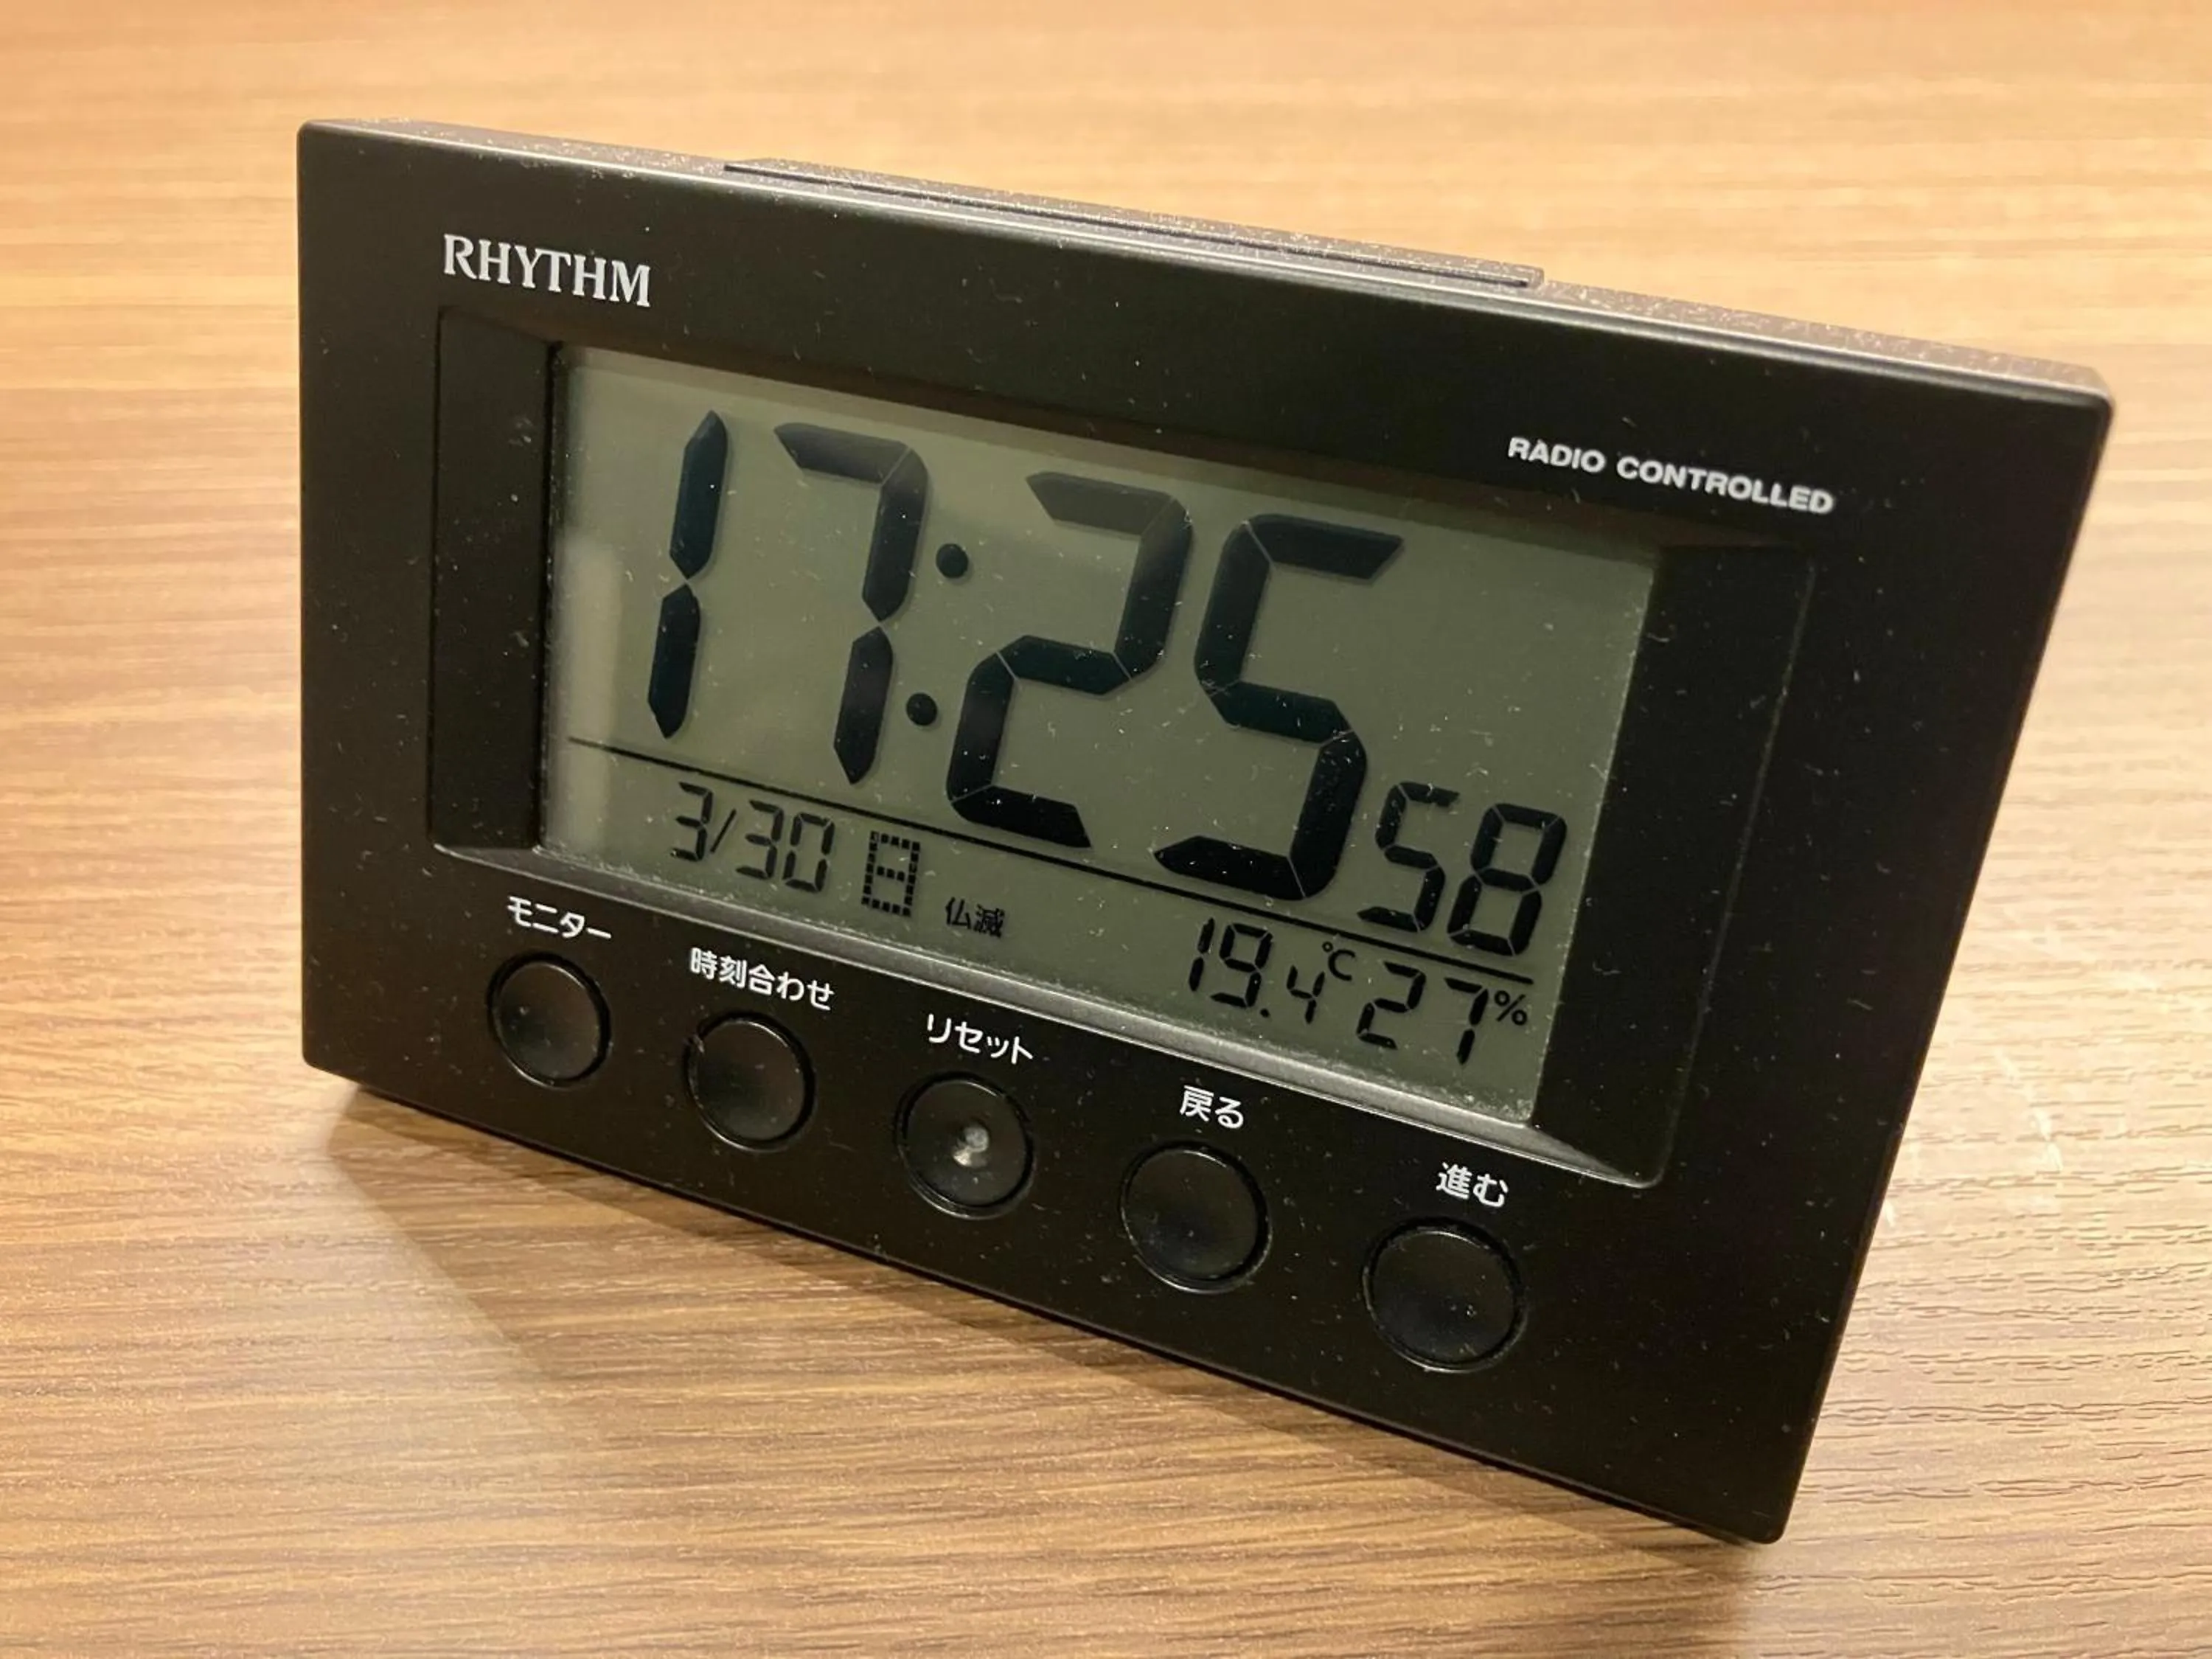 RHYTHM
RADIO CONTROLLED
17:25 58
3/30 日 仏滅 19.4℃ 27%
モニター
時刻合わせ
リセット
戻る
進む